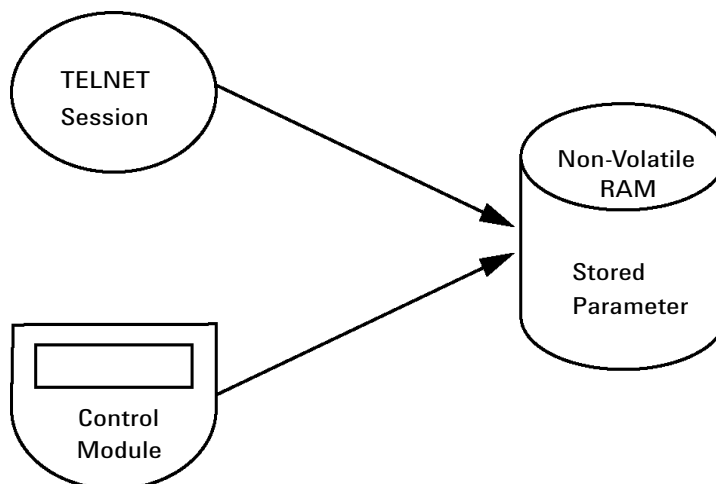 TELNET
Session
Non-Volatile
RAM
Stored
Parameter
Control
Module